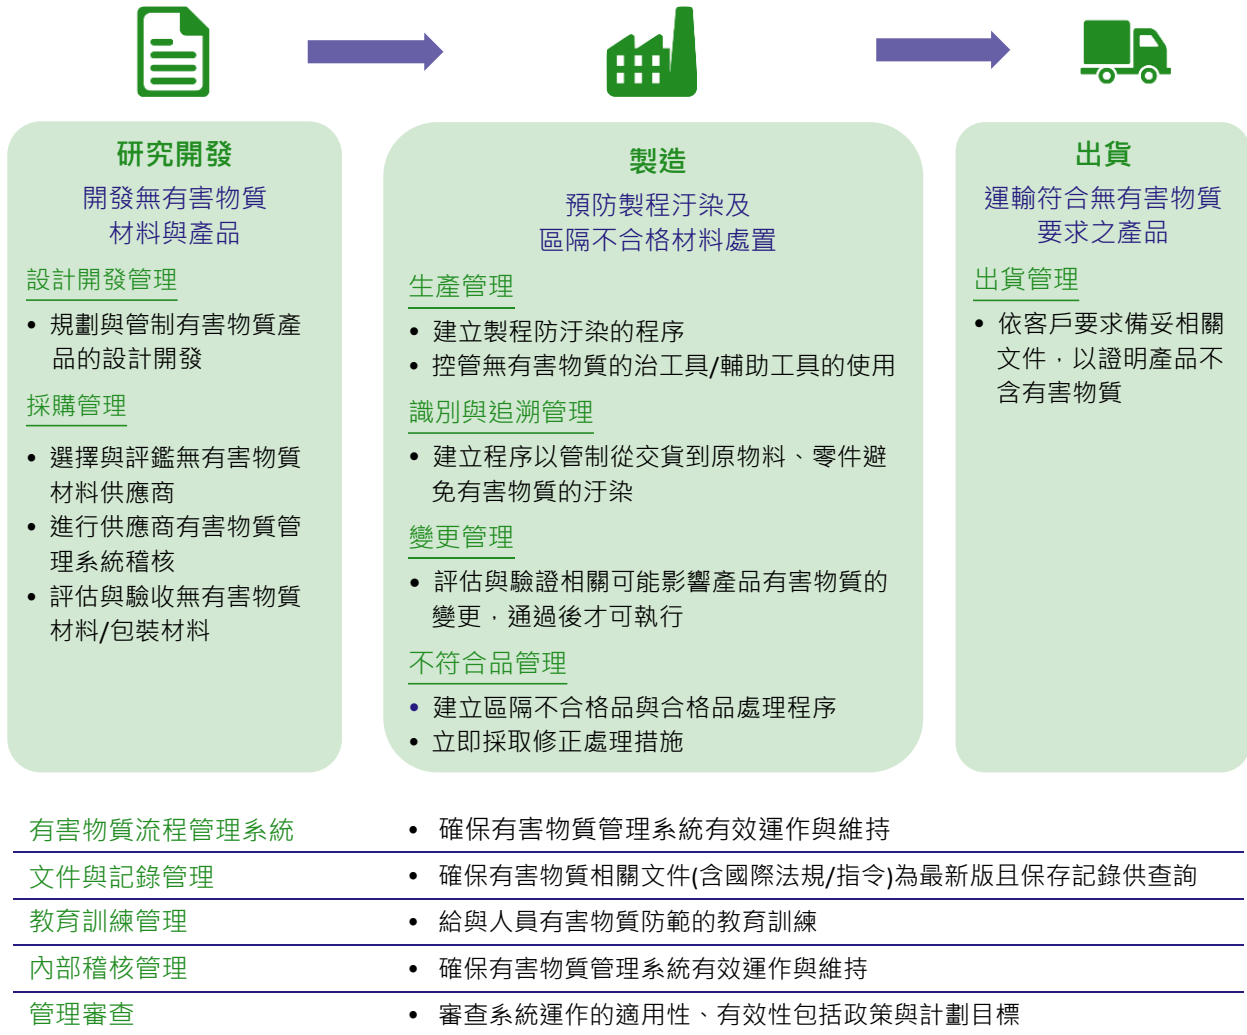 研究開發
開發無有害物質
材料與產品
設計開發管理
• 規劃與管制有害物質產
品的設計開發
採購管理
• 選擇與評鑑無有害物質
材料供應商
• 進行供應商有害物質管
理系統稽核
• 評估與驗收無有害物質
材料/包裝材料
製造
預防製程汙染及
區隔不合格材料處置
生產管理
• 建立製程防汙染的程序
• 控管無有害物質的治工具/輔助工具的使用
識別與追溯管理
• 建立程序以管制從交貨到原物料、零件避
免有害物質的汙染
變更管理
• 評估與驗證相關可能影響產品有害物質的
變更，通過後才可執行
不符合品管理
• 建立區隔不合格品與合格品處理程序
• 立即採取修正處理措施
出貨
運輸符合無有害物質
要求之產品
出貨管理
• 依客戶要求備妥相關
文件，以證明產品不
含有害物質
有害物質流程管理系統 • 確保有害物質管理系統有效運作與維持
文件與記錄管理 • 確保有害物質相關文件(含國際法規/指令)為最新版且保存記錄供查詢
教育訓練管理 • 給與人員有害物質防範的教育訓練
內部稽核管理 • 確保有害物質管理系統有效運作與維持
管理審查 • 審查系統運作的適用性、有效性包括政策與計劃目標